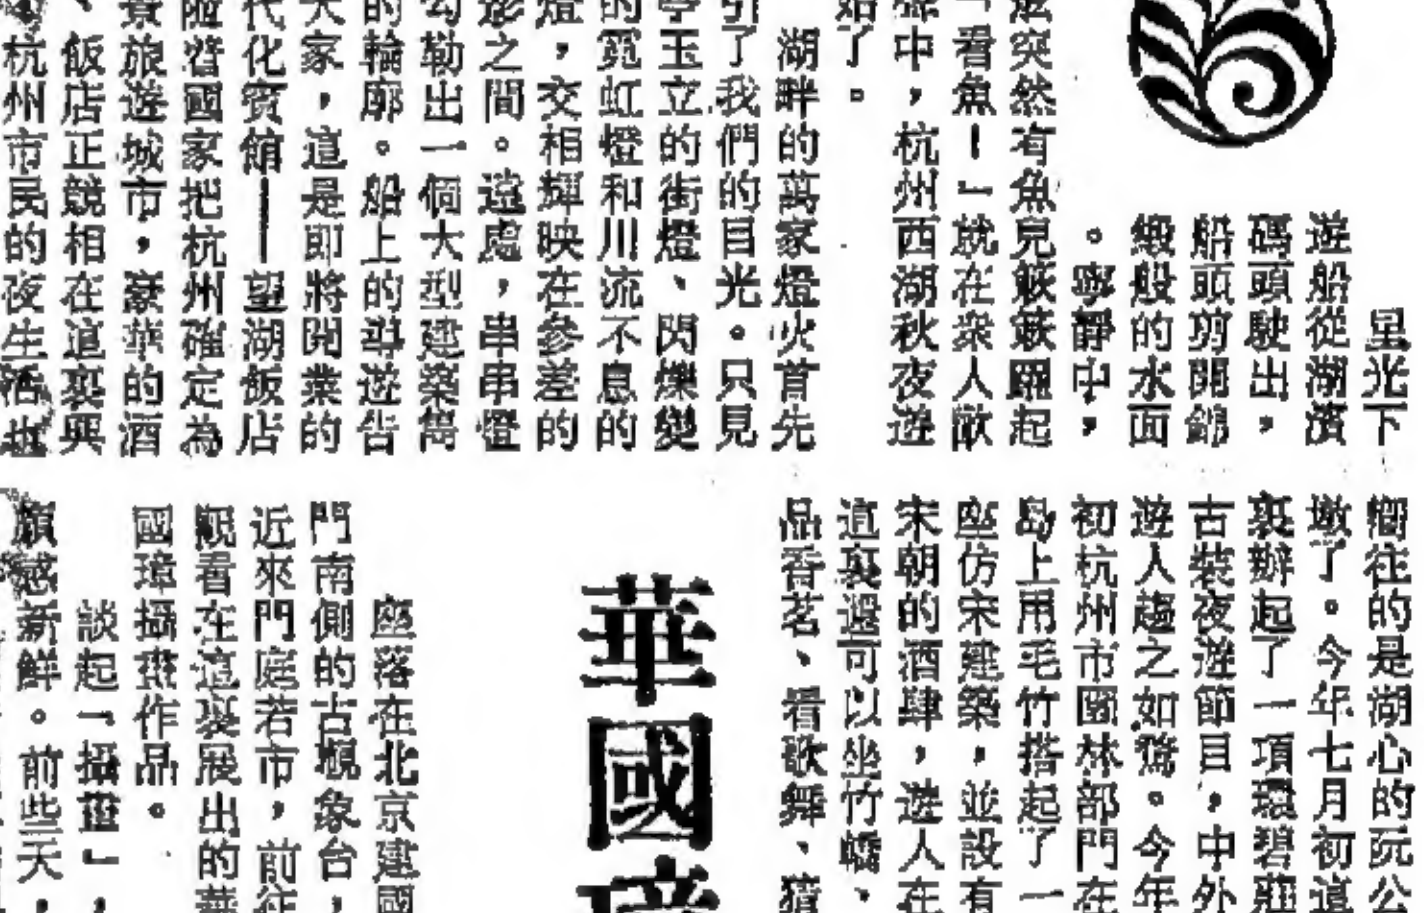 星光下
遊船從湖濱
碼頭駛出,
船頭剪開錦
緞般的水面
。寧靜中,
突然有魚兒簌簌躍起
「看魚!」就在衆人歡
中,杭州西湖秋夜遊
始了。
湖畔的萬家燈火首先
引了我們的目光。只見
亭玉立的街燈、閃爍變
的霓虹燈和川流不息的
燈,交相輝映在參差的
影之間。遠處,串串燈
勾勒出一個大型建築雋
的輪廓。船上的導遊告
大家,這是即將開業的
代化賓館——望湖飯店
隨着國家把杭州確定為
景旅遊城市,豪華的酒
、飯店正競相在這裏興
杭州市民的夜生活也
嚮往的是湖心的阮公
墩了。今年七月初這
裏辦起了一項環碧莊
古裝夜遊節目,中外
遊人趨之如鶩。今年
初杭州市園林部門在
島上用毛竹搭起了一
座仿宋建築,並設有
宋朝的酒肆,遊人在
這裏還可以坐竹轎、
品香茗、看歌舞、猜
華國璋
座落在北京建國
門南側的古觀象台,
近來門庭若市,前往
觀看在這裏展出的華
國璋攝畫作品。
談起「攝畫」,
頗感新鮮。前些天,